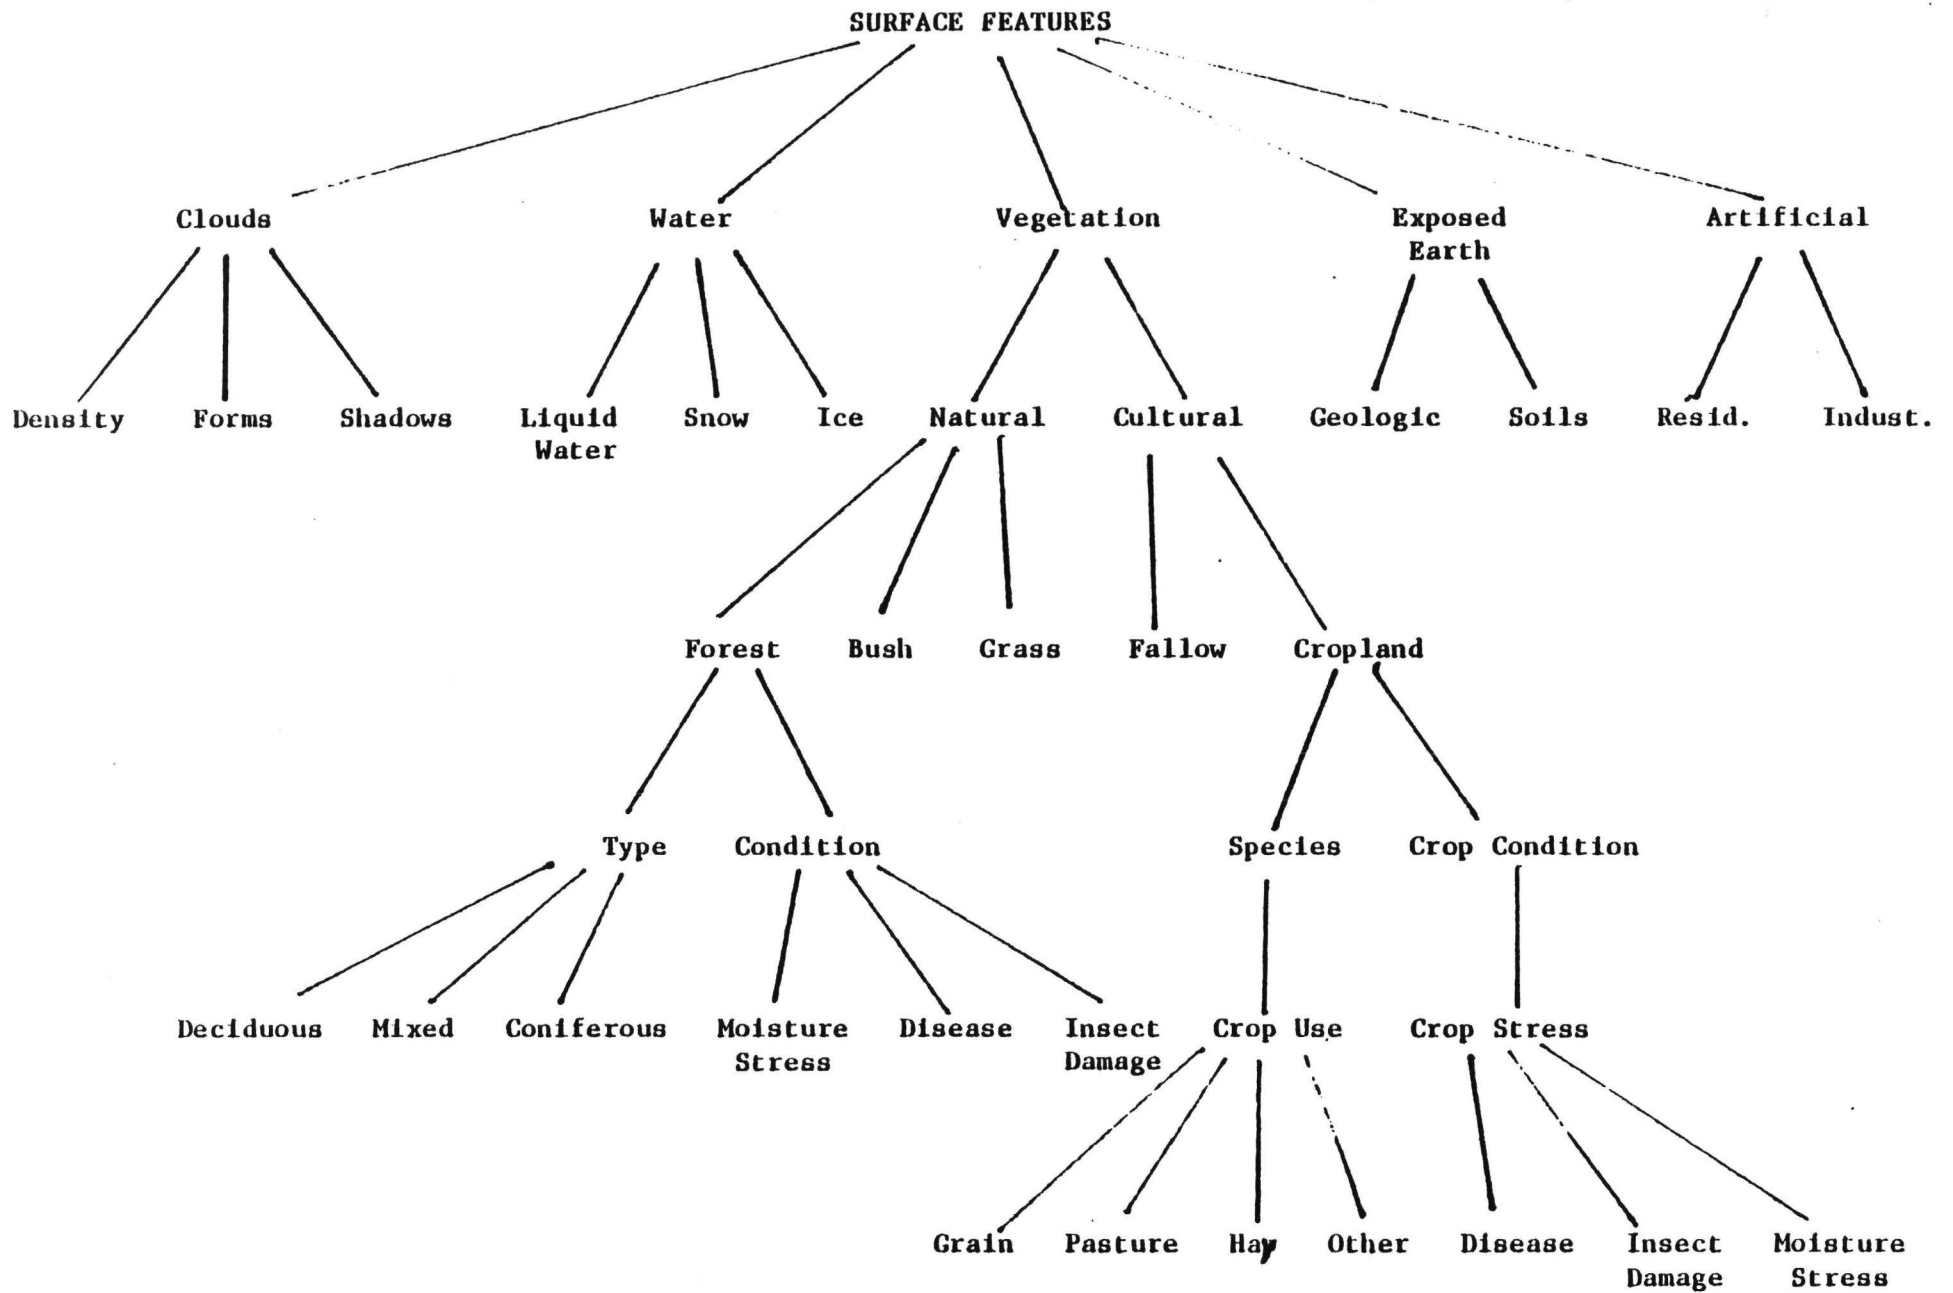 SURFACE FEATURES
Clouds Water Vegetation Exposed Artificial
Earth
Density Forms Shadows Liquid Snow Ice Natural Cultural Geologic Soils Resid. Indust.
Water
Forest Bush Grass Fallow Cropland
Type Condition Species Crop Condition
Deciduous Mixed Coniferous Moisture Disease Insect Crop Use Crop Stress
Stress Damage
Grain Pasture Hay Other Disease Insect Moisture
Damage Stress